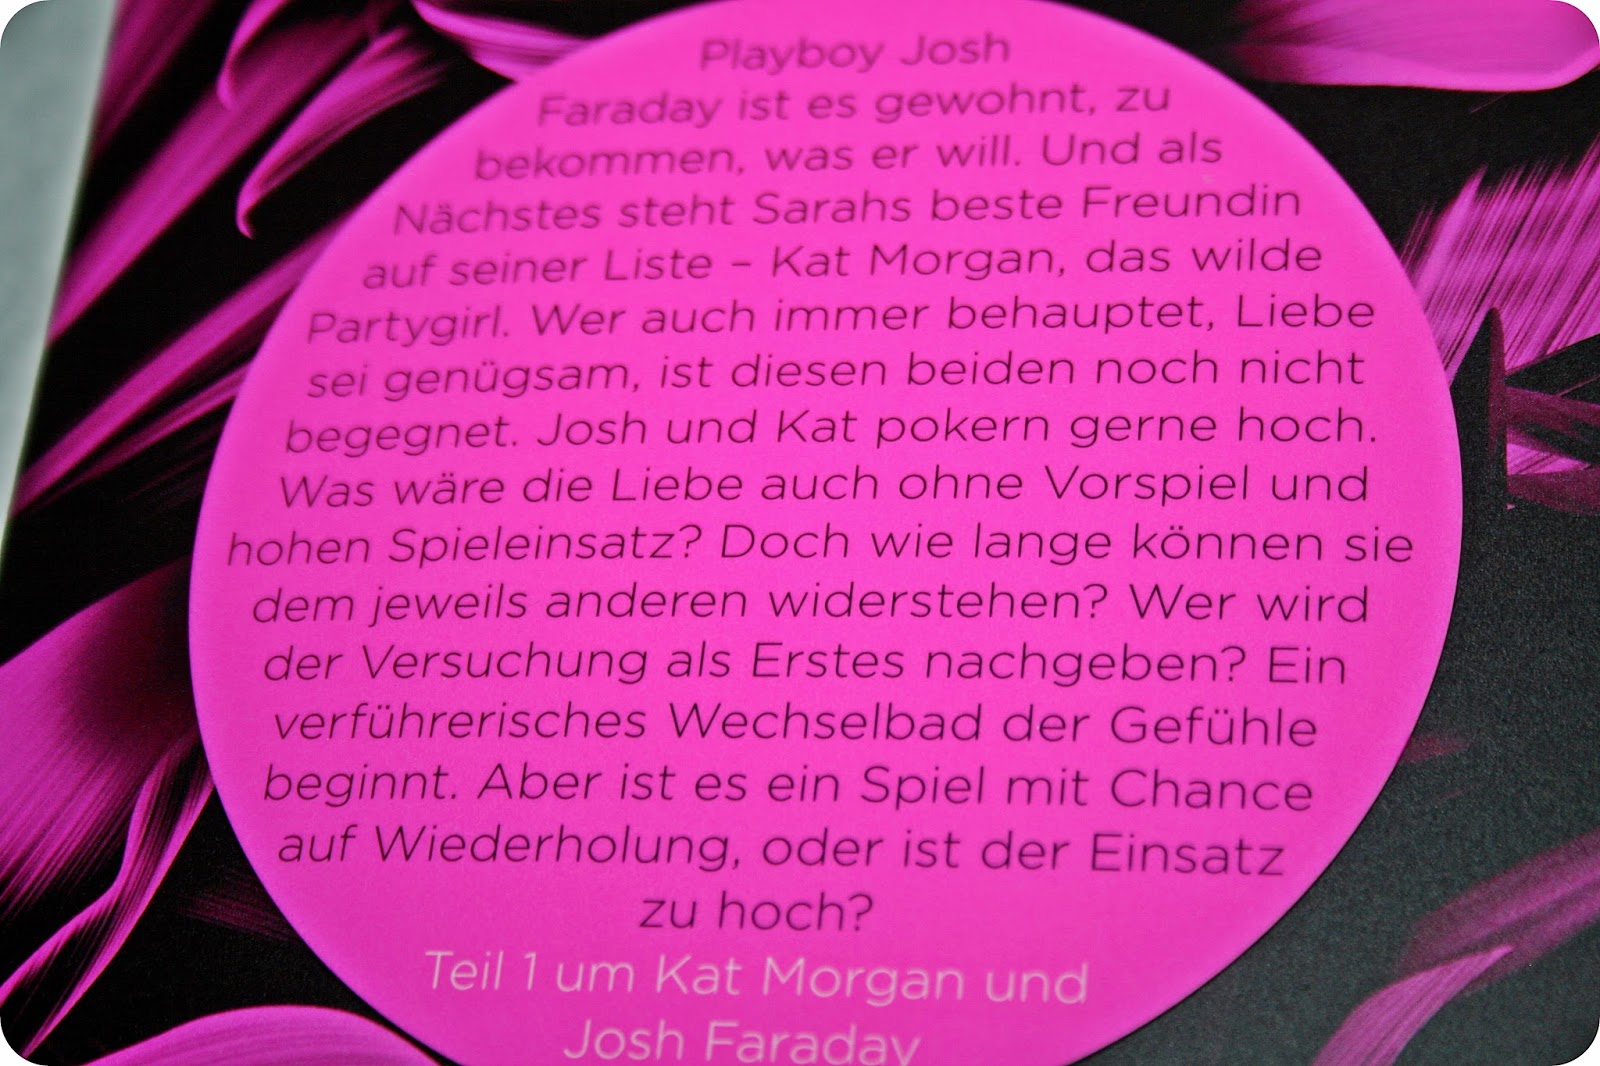 Playboy Josh
Faraday ist es gewohnt, zu
bekommen, was er will. Und als
Nächstes steht Sarahs beste Freundin
auf seiner Liste – Kat Morgan, das wilde
Partygirl. Wer auch immer behauptet, Liebe
sei genügsam, ist diesen beiden noch nicht
begegnet. Josh und Kat pokern gerne hoch.
Was wäre die Liebe auch ohne Vorspiel und
hohen Spieleinsatz? Doch wie lange können sie
dem jeweils anderen widerstehen? Wer wird
der Versuchung als Erstes nachgeben? Ein
verführerisches Wechselbad der Gefühle
beginnt. Aber ist es ein Spiel mit Chance
auf Wiederholung, oder ist der Einsatz
zu hoch?
Teil 1 um Kat Morgan und
Josh Faraday